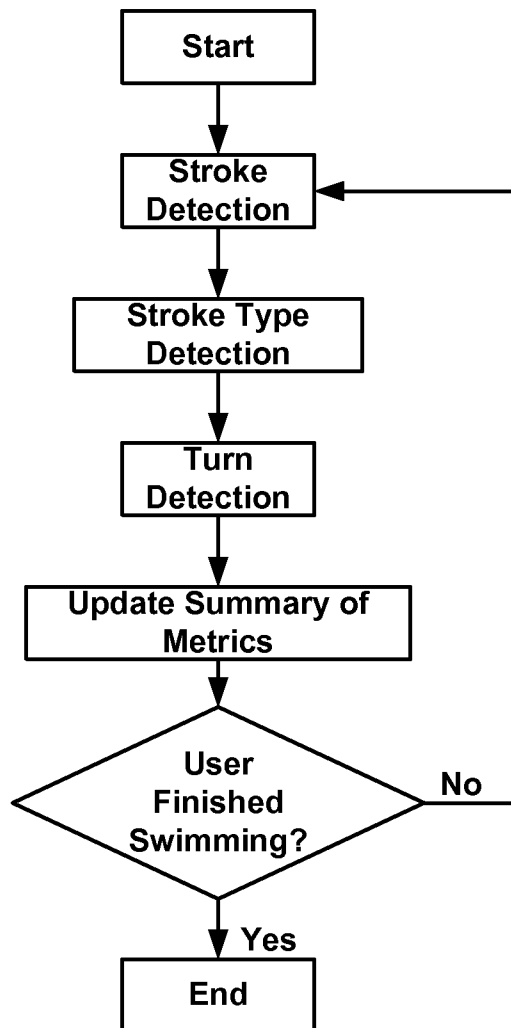 Start
Stroke
Detection
Stroke Type
Detection
Turn
Detection
Update Summary of
Metrics
User
Finished
Swimming?
No
Yes
End